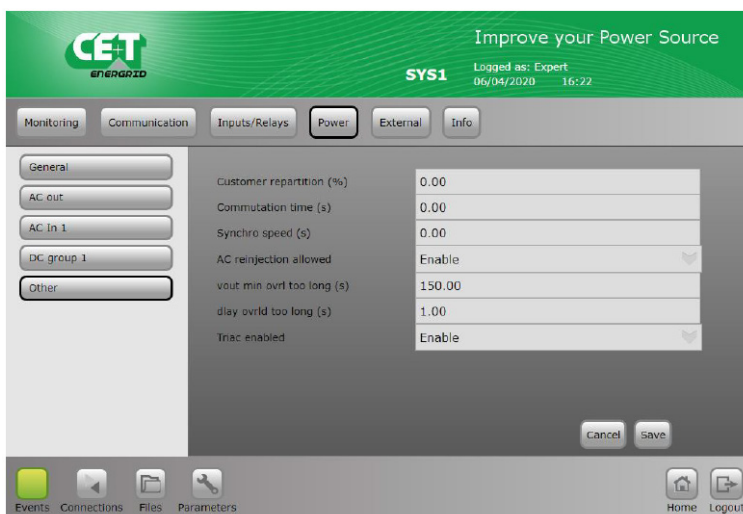 CE+T
ENERGRID
Improve your Power Source
SYS1
Logged as: Expert
06/04/2020 16:22
Monitoring Communication Inputs/Relays Power External Info
General
AC out
AC In 1
DC group 1
Other
Customer repartition (%) 0.00
Commutation time (s) 0.00
Synchro speed (s) 0.00
AC reinjection allowed Enable
vout min ovrl too long (s) 150.00
dlay ovrld too long (s) 1.00
Triac enabled Enable
Cancel Save
Events Connections Files Parameters Home Logout